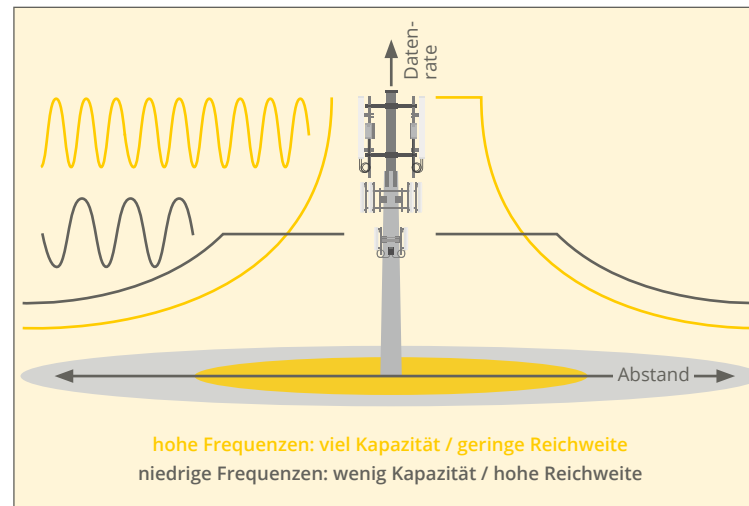 Daten-
rate
Abstand
hohe Frequenzen: viel Kapazität / geringe Reichweite
niedrige Frequenzen: wenig Kapazität / hohe Reichweite